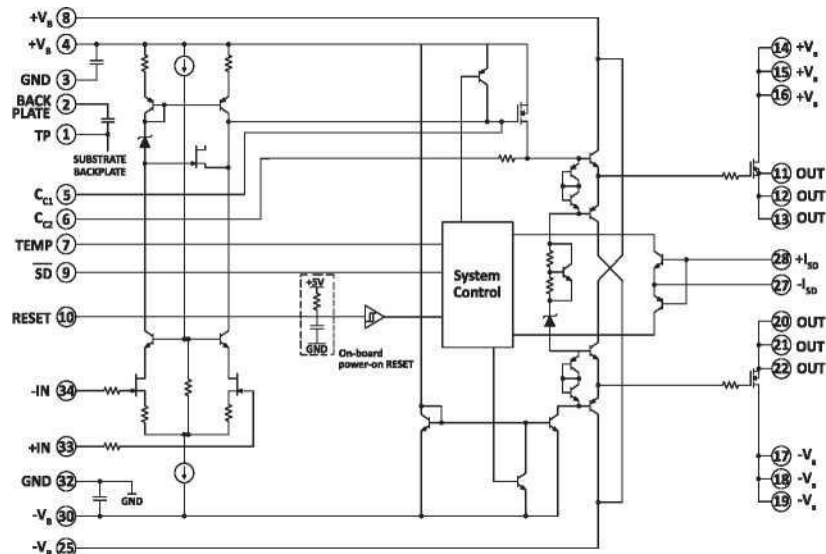 +VB 8
+VB 4
GND 3
BACK PLATE 2
TP 1
SUBSTRATE
BACKPLATE
CC1 5
CC2 6
TEMP 7
SD 9
RESET 10
+5V
GND
On-board
power-on RESET
System
Control
-IN 34
+IN 33
GND 32
GND
-VB 30
-VB 25
14 +Vs
15 +Vs
16 +Vs
11 OUT
12 OUT
13 OUT
28 +ISD
27 -ISD
20 OUT
21 OUT
22 OUT
17 -Vs
18 -Vs
19 -Vs